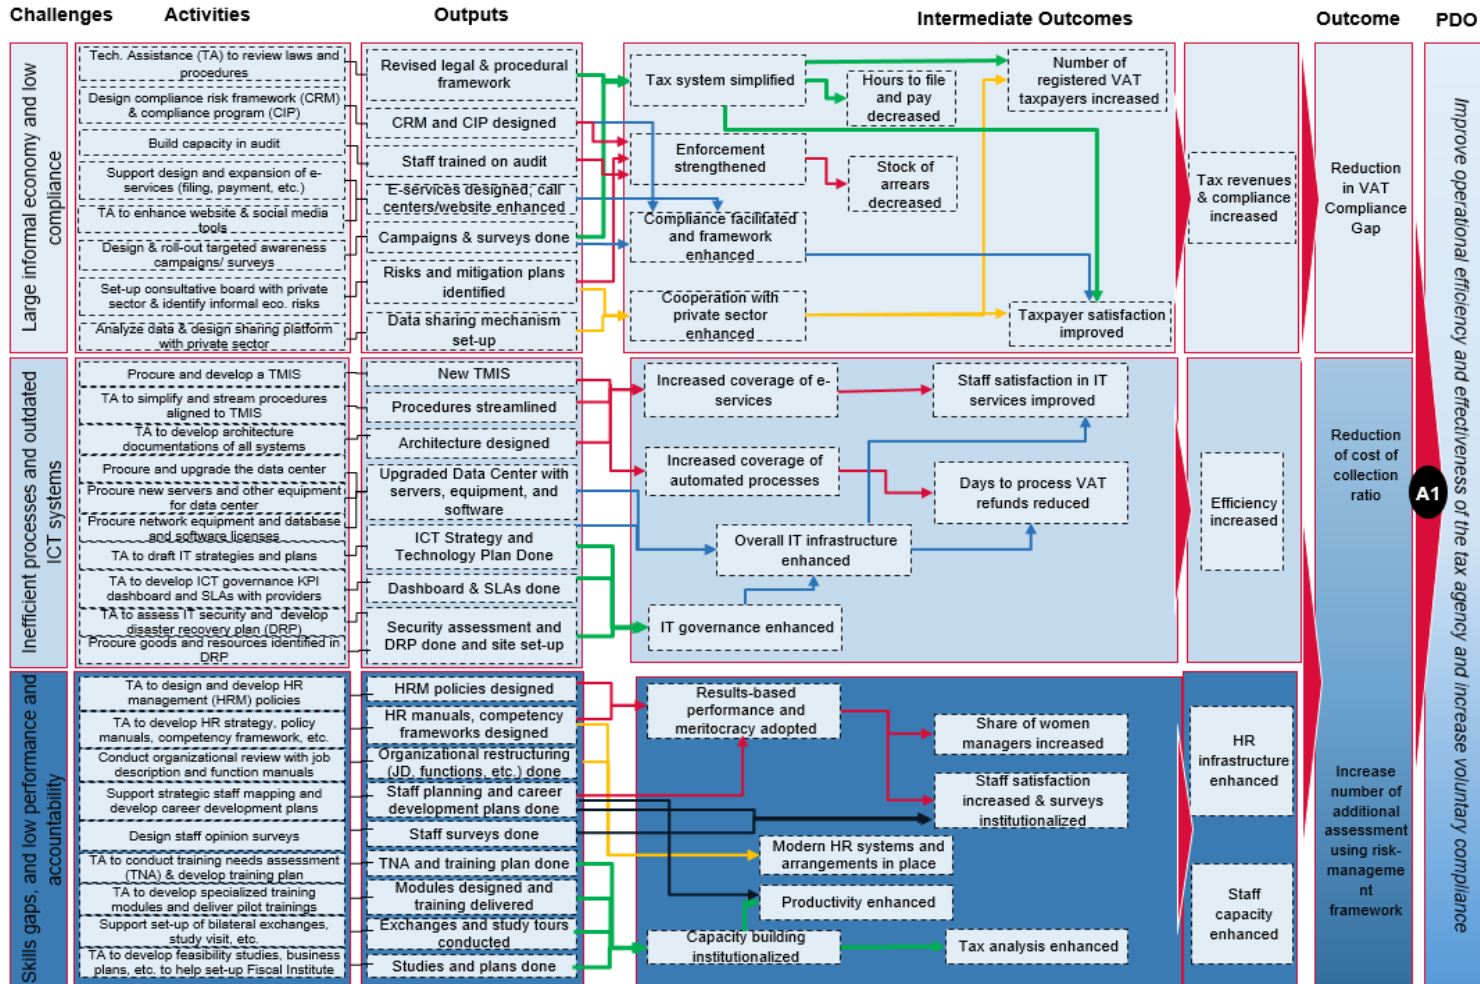 Challenges
Activities
Outputs
Intermediate Outcomes
Outcome
PDO
Large informal economy and low
compliance
Tech. Assistance (TA) to review laws and
procedures
Design compliance risk framework (CRM)
& compliance program (CIP)
Build capacity in audit
Support design and expansion of e-
services (filing, payment, etc.)
TA to enhance website & social media
tools
Design & roll-out targeted awareness
campaigns/ surveys
Set-up consultative board with private
sector & identify informal eco. risks
Analyze data & design sharing platform
with private sector
Revised legal & procedural
framework
CRM and CIP designed
Staff trained on audit
E-services designed; call
centers/website enhanced
Campaigns & surveys done
Risks and mitigation plans
identified
Data sharing mechanism
set-up
Tax system simplified
Hours to file
and pay
decreased
Number of
registered VAT
taxpayers increased
Enforcement
strengthened
Stock of
arrears
decreased
Compliance facilitated
and framework
enhanced
Cooperation with
private sector
enhanced
Taxpayer satisfaction
improved
Tax revenues
& compliance
increased
Reduction
in VAT
Compliance
Gap
Inefficient processes and outdated
ICT systems
Procure and develop a TMIS
TA to simplify and stream procedures
aligned to TMIS
TA to develop architecture
documentations of all systems
Procure and upgrade the data center
Procure new servers and other equipment
for data center
Procure network equipment and database
and software licenses
TA to draft IT strategies and plans
TA to develop ICT governance KPI
dashboard and SLAs with providers
TA to assess IT security and develop
disaster recovery plan (DRP)
Procure goods and resources identified in
DRP
New TMIS
Procedures streamlined
Architecture designed
Upgraded Data Center with
servers, equipment, and
software
ICT Strategy and
Technology Plan Done
Dashboard & SLAs done
Security assessment and
DRP done and site set-up
Increased coverage of e-
services
Staff satisfaction in IT
services improved
Increased coverage of
automated processes
Days to process VAT
refunds reduced
Overall IT infrastructure
enhanced
IT governance enhanced
Efficiency
increased
Reduction
of cost of
collection
ratio
A1
Skills gaps, and low performance and
accountability
TA to design and develop HR
management (HRM) policies
TA to develop HR strategy, policy
manuals, competency framework, etc.
Conduct organizational review with job
description and function manuals
Support strategic staff mapping and
develop career development plans
Design staff opinion surveys
TA to conduct training needs assessment
(TNA) & develop training plan
TA to develop specialized training
modules and deliver pilot trainings
Support set-up of bilateral exchanges,
study visit, etc.
TA to develop feasibility studies, business
plans, etc. to help set-up Fiscal Institute
HRM policies designed
HR manuals, competency
frameworks designed
Organizational restructuring
(JD, functions, etc.) done
Staff planning and career
development plans done
Staff surveys done
TNA and training plan done
Modules designed and
training delivered
Exchanges and study tours
conducted
Studies and plans done
Results-based
performance and
meritocracy adopted
Share of women
managers increased
Staff satisfaction
increased & surveys
institutionalized
Modern HR systems and
arrangements in place
Productivity enhanced
Capacity building
institutionalized
Tax analysis enhanced
HR
infrastructure
enhanced
Staff
capacity
enhanced
Increase
number of
additional
assessment
using risk-
manageme
nt
framework
Improve operational efficiency and effectiveness of the tax agency and increase voluntary compliance